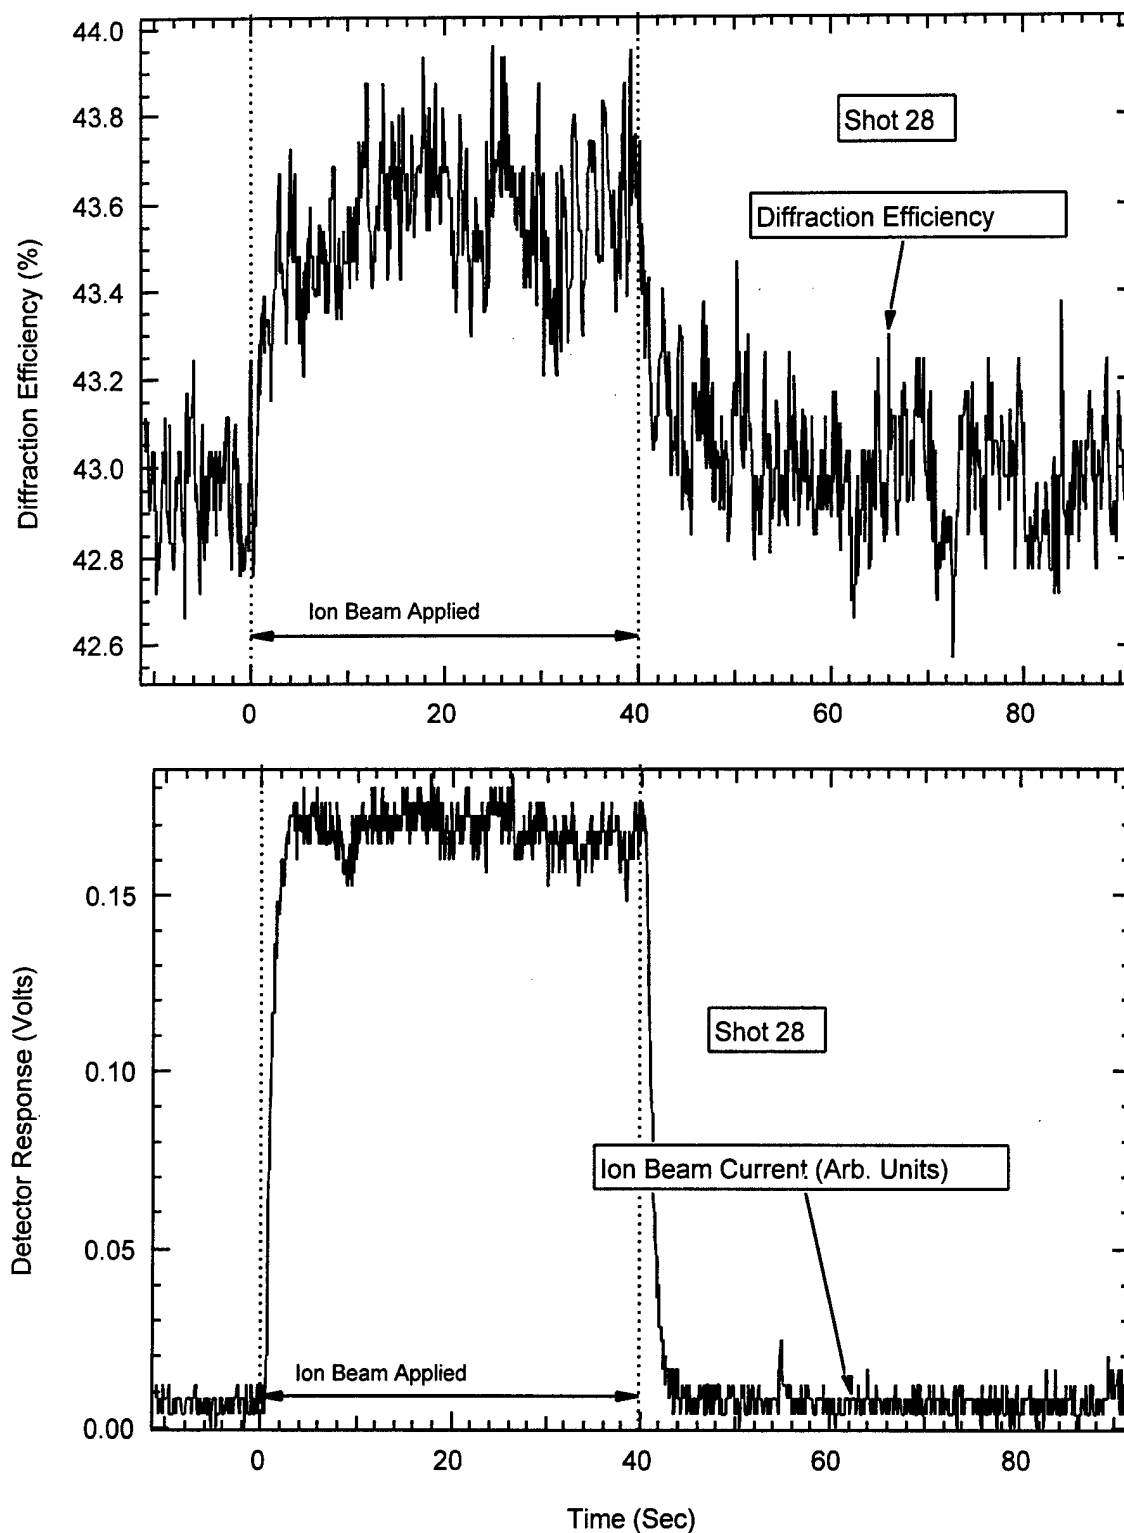 44.0
43.8
43.6
43.4
43.2
43.0
42.8
42.6
Diffraction Efficiency (%)
Shot 28
Diffraction Efficiency
Ion Beam Applied
0
20
40
60
80
0.15
0.10
0.05
0.00
Detector Response (Volts)
Shot 28
Ion Beam Current (Arb. Units)
Ion Beam Applied
0
20
40
60
80
Time (Sec)